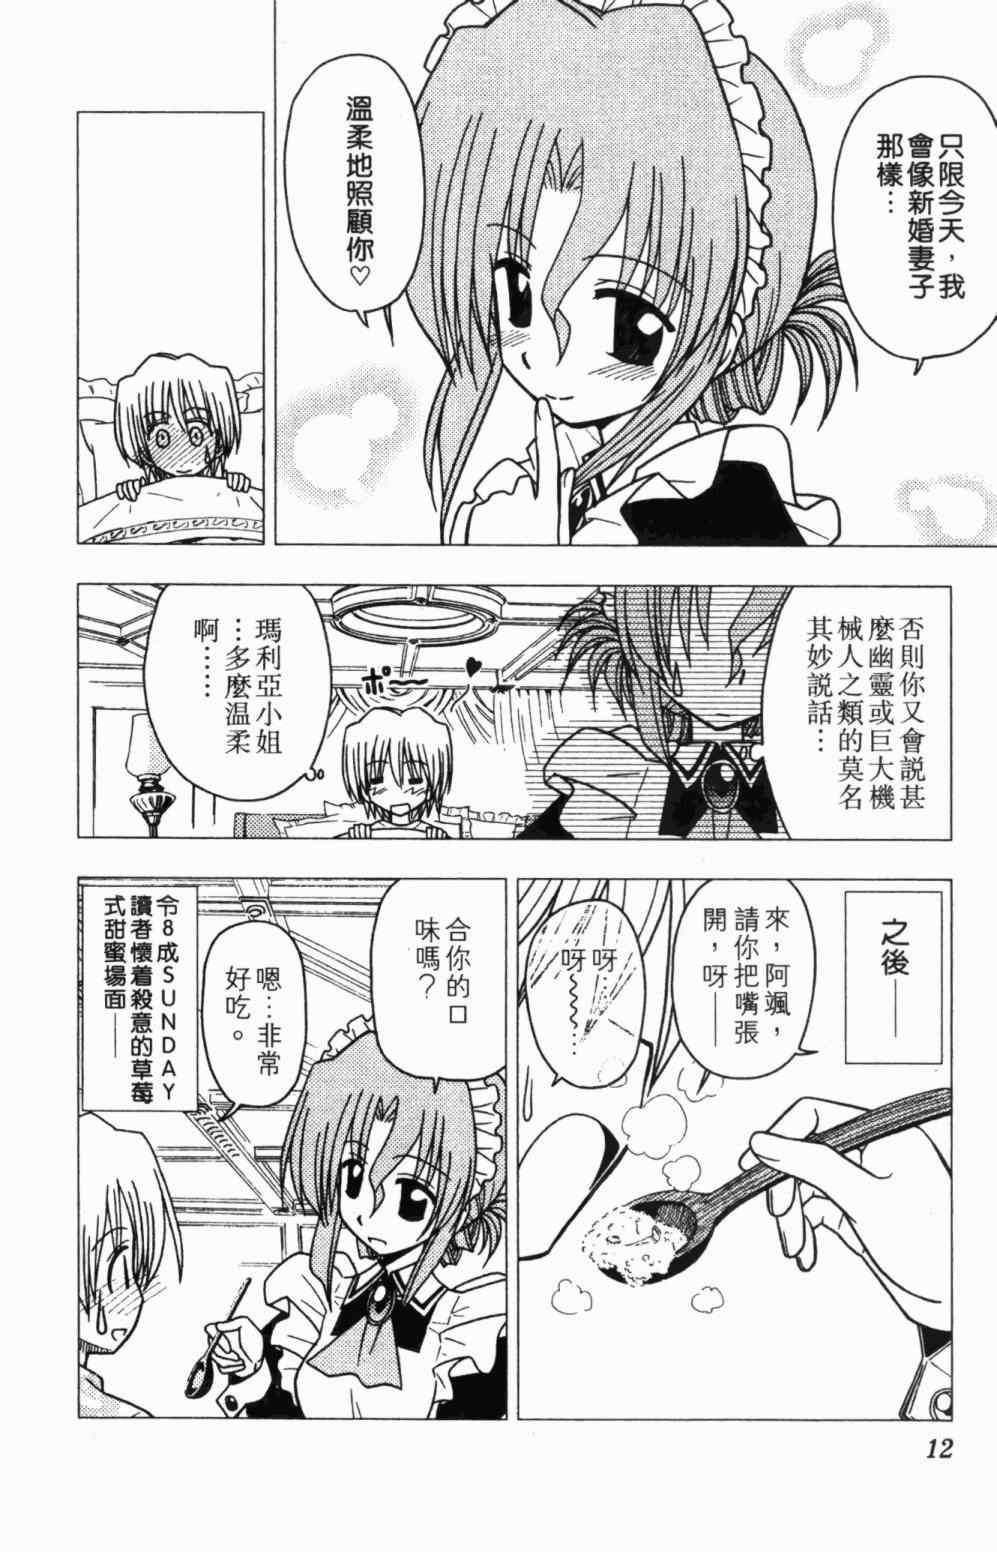 只限今天，我
會像新婚妻子
那樣…
溫柔地照顧你♡
否則你又會説甚
麼幽靈或巨大機
械人之類的莫名
其妙説話…
ポー♥
瑪利亞小姐
…多麼温柔
啊……
之後——
來，阿颯，
請你把嘴張
開，呀——
呀…
呀～～…
合你的口
味嗎？
嗯…非常
好吃。
令8成SUNDAY
讀者懷着殺意的草莓
式甜蜜場面——
12